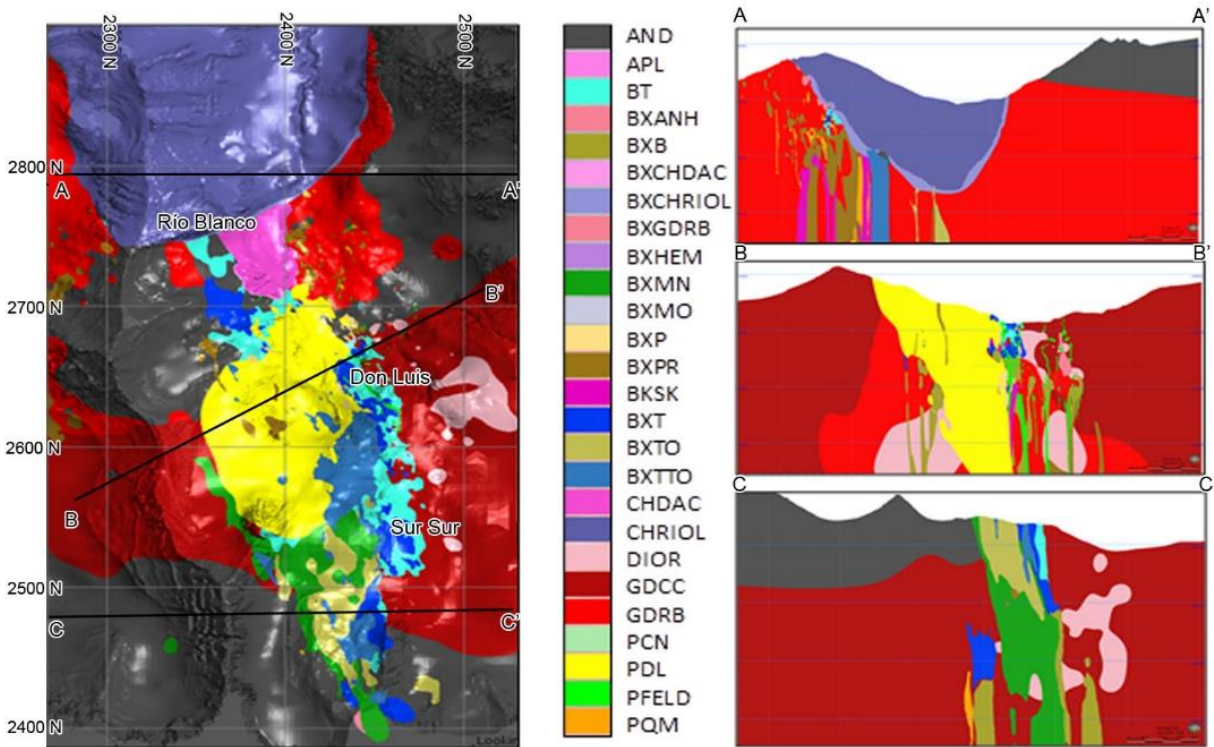 2300 N
2400 N
2500 N
2800 N
A
A'
Río Blanco
2700 N
B'
Don Luis
2600 N
B
Sur Sur
2500 N
C
C'
2400 N
AND
APL
BT
BXANH
BXB
BXCHDAC
BXCHRIOL
BXGDRB
BXHEM
BXMN
BXMO
BXP
BXPR
BKSK
BXT
BXTO
BXTTO
CHDAC
CHRIOL
DIOR
GDCC
GDRB
PCN
PDL
PFELD
PQM
A
A'
B
B'
C
C